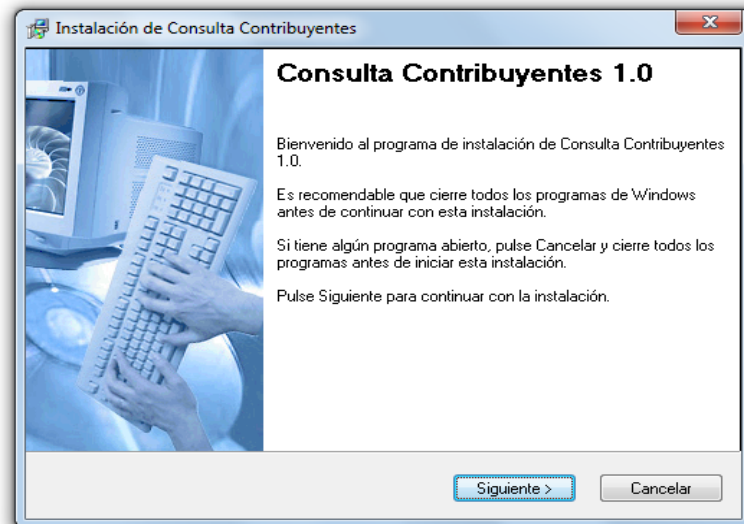 Instalación de Consulta Contribuyentes
Consulta Contribuyentes 1.0
Bienvenido al programa de instalación de Consulta Contribuyentes
1.0.
Es recomendable que cierre todos los programas de Windows
antes de continuar con esta instalación.
Si tiene algún programa abierto, pulse Cancelar y cierre todos los
programas antes de iniciar esta instalación.
Pulse Siguiente para continuar con la instalación.
Siguiente >
Cancelar